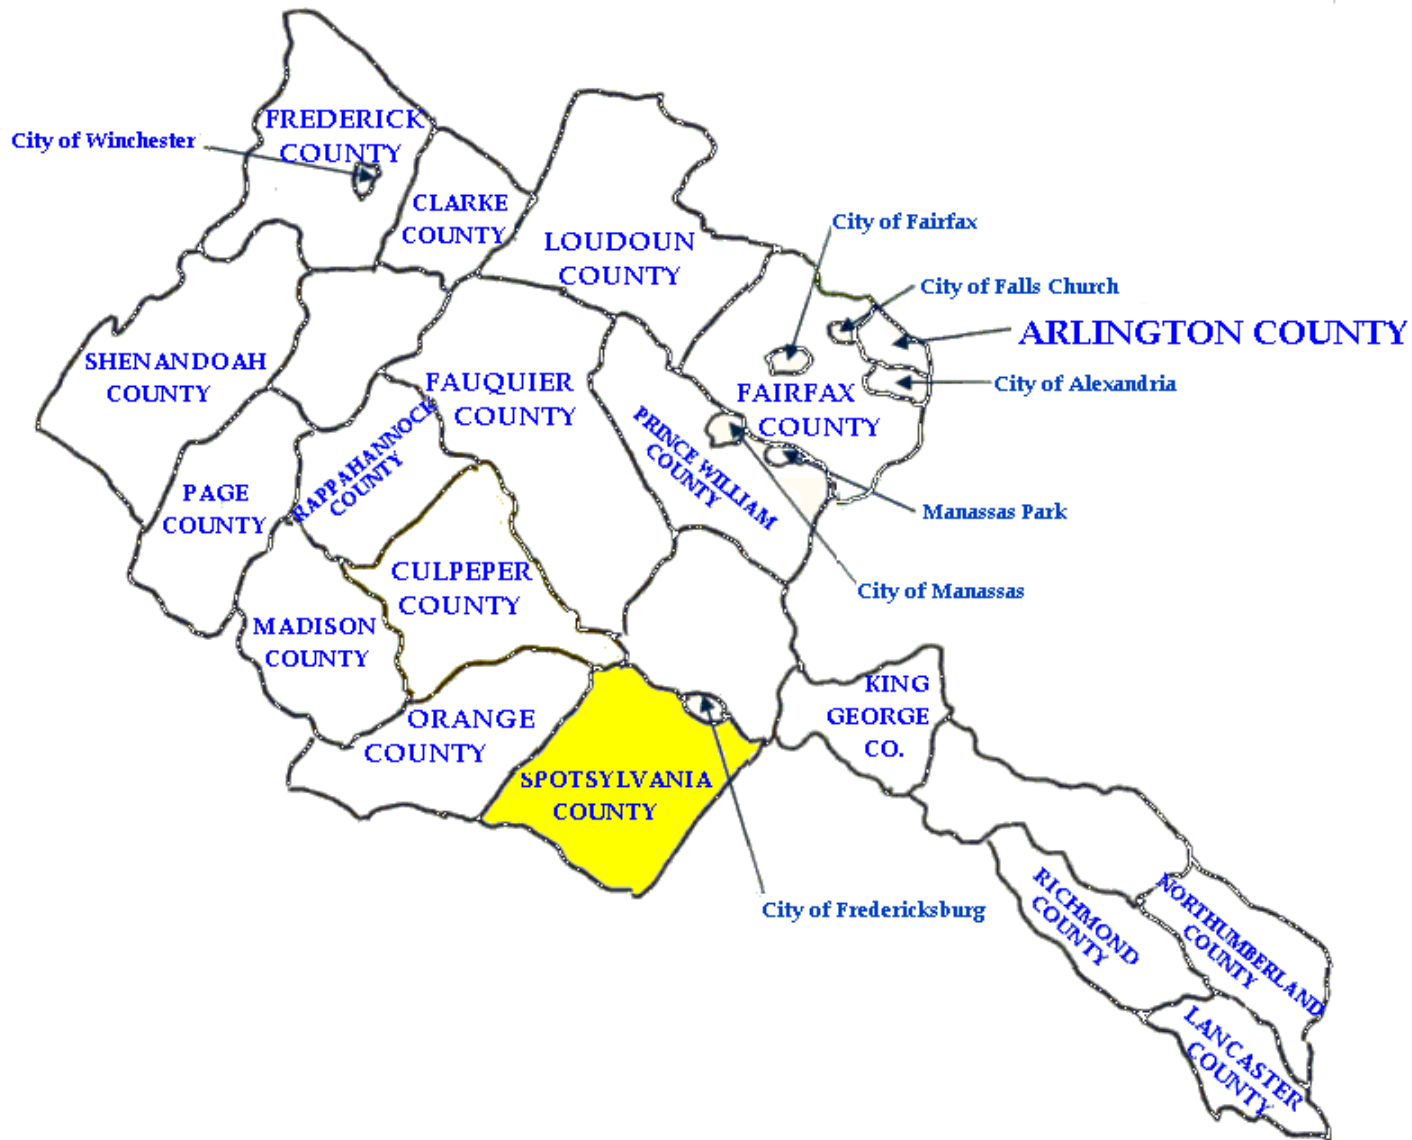 FREDERICK
COUNTY
City of Winchester
CLARKE
COUNTY
LOUDOUN
COUNTY
City of Fairfax
City of Falls Church
ARLINGTON COUNTY
City of Alexandria
SHENANDOAH
COUNTY
FAUQUIER
COUNTY
FAIRFAX
COUNTY
RAPPAHANNOCK
COUNTY
PRINCE WILLIAM
COUNTY
PAGE
COUNTY
Manassas Park
City of Manassas
CULPEPER
COUNTY
MADISON
COUNTY
KING
GEORGE
CO.
ORANGE
COUNTY
SPOTSYLVANIA
COUNTY
City of Fredericksburg
RICHMOND
COUNTY
NORTHUMBERLAND
COUNTY
LANCASTER
COUNTY